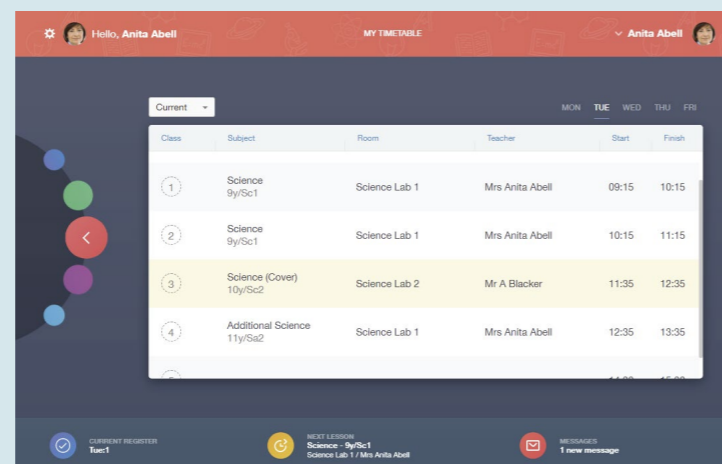 Hello, Anita Abell
MY TIMETABLE
Anita Abell
Current
MON TUE WED THU FRI
Class Subject Room Teacher Start Finish
1 Science 9y/Sc1 Science Lab 1 Mrs Anita Abell 09:15 10:15
2 Science 9y/Sc1 Science Lab 1 Mrs Anita Abell 10:15 11:15
3 Science (Cover) 10y/Sc2 Science Lab 2 Mr A Blacker 11:35 12:35
4 Additional Science 11y/Sa2 Science Lab 1 Mrs Anita Abell 12:35 13:35
CURRENT REGISTER
Tue:1
NEXT LESSON
Science - 9y/Sc1
Science Lab 1 / Mrs Anita Abell
MESSAGES
1 new message